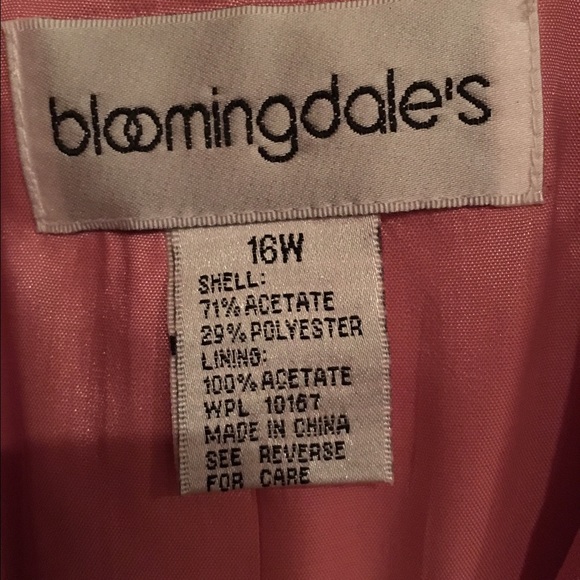 bloomingdale's
16W
SHELL:
71% ACETATE
29% POLYESTER
LINING:
100% ACETATE
WPL 10167
MADE IN CHINA
SEE REVERSE
FOR CARE